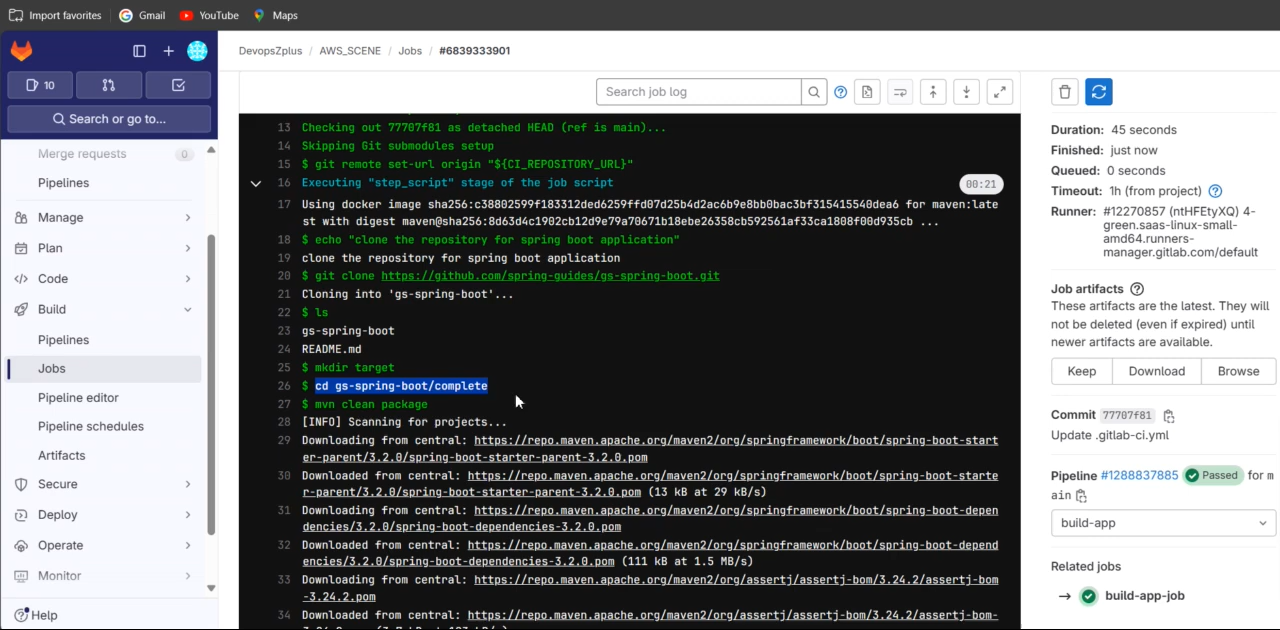 Import favorites
Gmail
YouTube
Maps
DevopsZplus / AWS_SCENE / Jobs / #6839333901
10
Search or go to...
Merge requests 0
Pipelines
Manage
Plan
Code
Build
Pipelines
Jobs
Pipeline editor
Pipeline schedules
Artifacts
Secure
Deploy
Operate
Monitor
Help
Search job log
13 Checking out 77707f81 as detached HEAD (ref is main)...
14 Skipping Git submodules setup
15 $ git remote set-url origin "${CI_REPOSITORY_URL}"
16 Executing "step_script" stage of the job script 00:21
17 Using docker image sha256:c38802599f183312ded6259ffd07d25b4d2ac6b9e8bb0bac3bf315415540dea6 for maven:late
st with digest maven@sha256:8d63d4c1902cb12d9e79a70671b18ebe26358cb592561af33ca1808f00d935cb ...
18 $ echo "clone the repository for spring boot application"
19 clone the repository for spring boot application
20 $ git clone https://github.com/spring-guides/gs-spring-boot.git
21 Cloning into 'gs-spring-boot'...
22 $ ls
23 gs-spring-boot
24 README.md
25 $ mkdir target
26 $ cd gs-spring-boot/complete
27 $ mvn clean package
28 [INFO] Scanning for projects...
29 Downloading from central: https://repo.maven.apache.org/maven2/org/springframework/boot/spring-boot-start
er-parent/3.2.0/spring-boot-starter-parent-3.2.0.pom
30 Downloaded from central: https://repo.maven.apache.org/maven2/org/springframework/boot/spring-boot-starte
r-parent/3.2.0/spring-boot-starter-parent-3.2.0.pom (13 kB at 29 kB/s)
31 Downloading from central: https://repo.maven.apache.org/maven2/org/springframework/boot/spring-boot-depen
dencies/3.2.0/spring-boot-dependencies-3.2.0.pom
32 Downloaded from central: https://repo.maven.apache.org/maven2/org/springframework/boot/spring-boot-depend
encies/3.2.0/spring-boot-dependencies-3.2.0.pom (111 kB at 1.5 MB/s)
33 Downloading from central: https://repo.maven.apache.org/maven2/org/assertj/assertj-bom/3.24.2/assertj-bom
-3.24.2.pom
34 Downloaded from central: https://repo.maven.apache.org/maven2/org/assertj/assertj-bom/3.24.2/assertj-bom-
Duration: 45 seconds
Finished: just now
Queued: 0 seconds
Timeout: 1h (from project)
Runner: #12270857 (ntHFEtyXQ) 4-
green.saas-linux-small-
amd64.runners-
manager.gitlab.com/default
Job artifacts
These artifacts are the latest. They will
not be deleted (even if expired) until
newer artifacts are available.
Keep Download Browse
Commit 77707f81
Update .gitlab-ci.yml
Pipeline #1288837885 Passed for m
ain
build-app
Related jobs
→ build-app-job